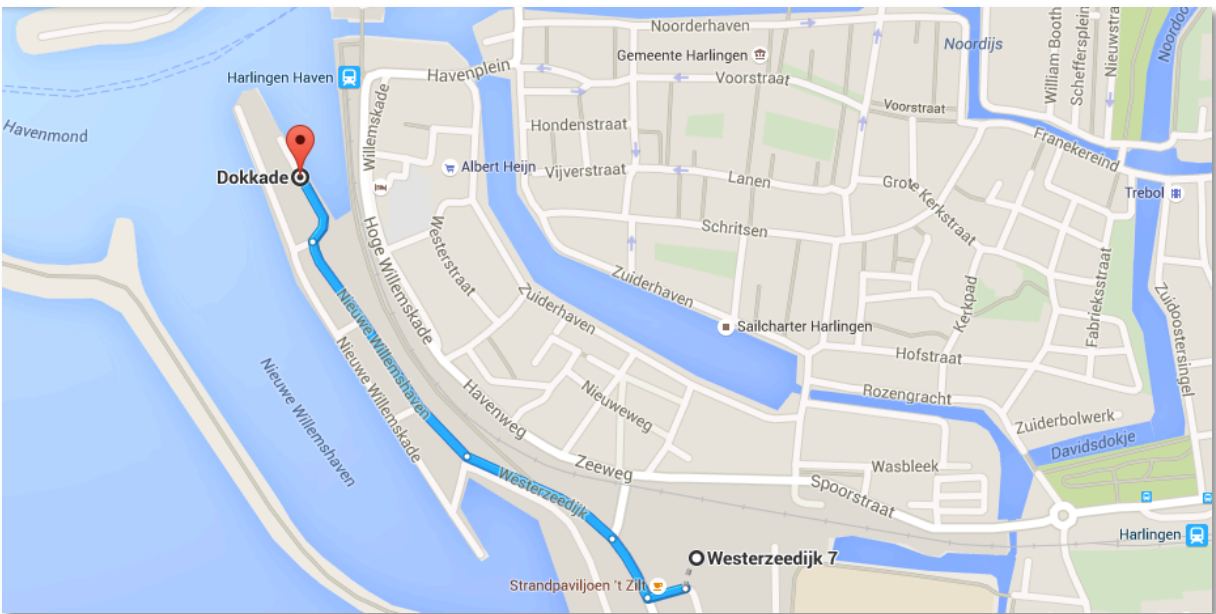 Noorderhaven
Noordijs
William Booth
Scheffersplein
Nieuwstra
Noordoo
Gemeente Harlingen
Harlingen Haven
Havenplein
Voorstraat
Voorstraat
Havenmond
Willemskade
Hondenstraat
Franekereind
Albert Heijn
Vijverstraat
Lanen
Grote Kerkstraat
Dokkade
Trebol
Hoge Willemskade
Westerstraat
Schritsen
Zuiderhaven
Kerkpad
Fabrieksstraat
Zuidoostersingel
Nieuwe Willemshaven
Zuiderhaven
Sailcharter Harlingen
Nieuwe Willemskade
Nieuwe Willemshaven
Hofstraat
Havenweg
Nieuweweg
Rozengracht
Zuiderbolwerk
Davidsdokje
Zeeweg
Wasbleek
Westerzeedijk
Spoorstraat
Harlingen
Westerzeedijk 7
Strandpaviljoen 't Zilt